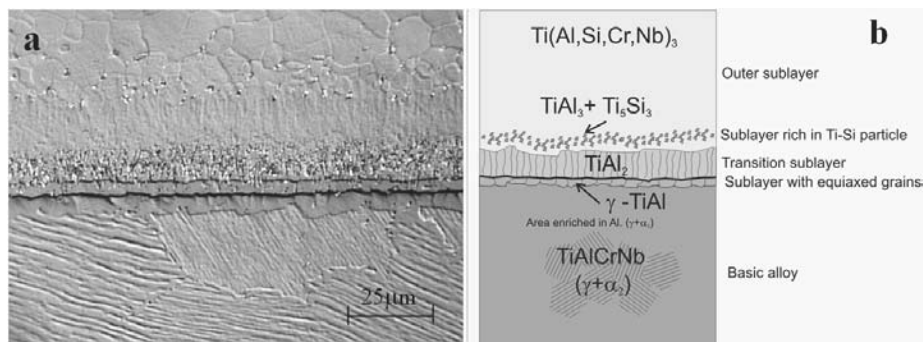 a
25μm
b
Ti(Al,Si,Cr,Nb)₃
Outer sublayer
TiAl₃+ Ti₅Si₃
Sublayer rich in Ti-Si particle
TiAl₂
Transition sublayer
Sublayer with equiaxed grains
γ -TiAl
Area enriched in Al. (γ+α₂)
TiAlCrNb
(γ+α₂)
Basic alloy